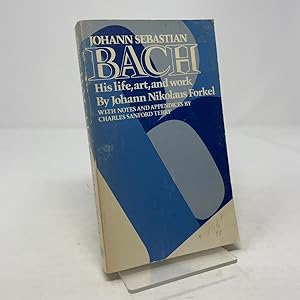 JOHANN SEBASTIAN
BACH
His life, art, and work
By Johann Nikolaus Forkel
WITH NOTES AND APPENDICES BY
CHARLES SANFORD TERRY